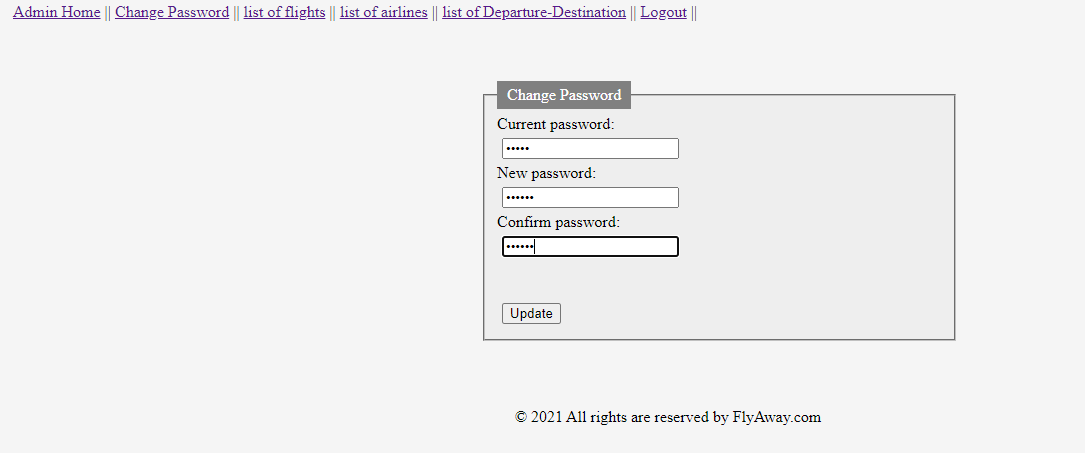 Admin Home || Change Password || list of flights || list of airlines || list of Departure-Destination || Logout ||
Change Password
Current password:
•••••
New password:
••••••
Confirm password:
••••••
Update
© 2021 All rights are reserved by FlyAway.com